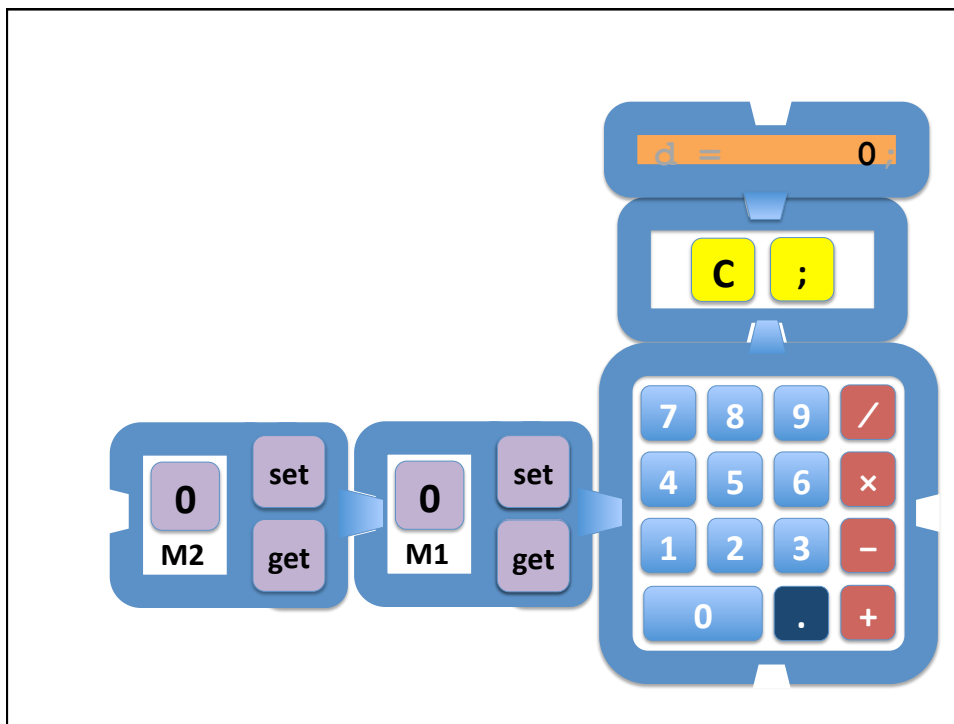 d = 0;
C ;
7 8 9 /
4 5 6 ×
1 2 3 −
0 . +
0 set
get
M2
0 set
get
M1